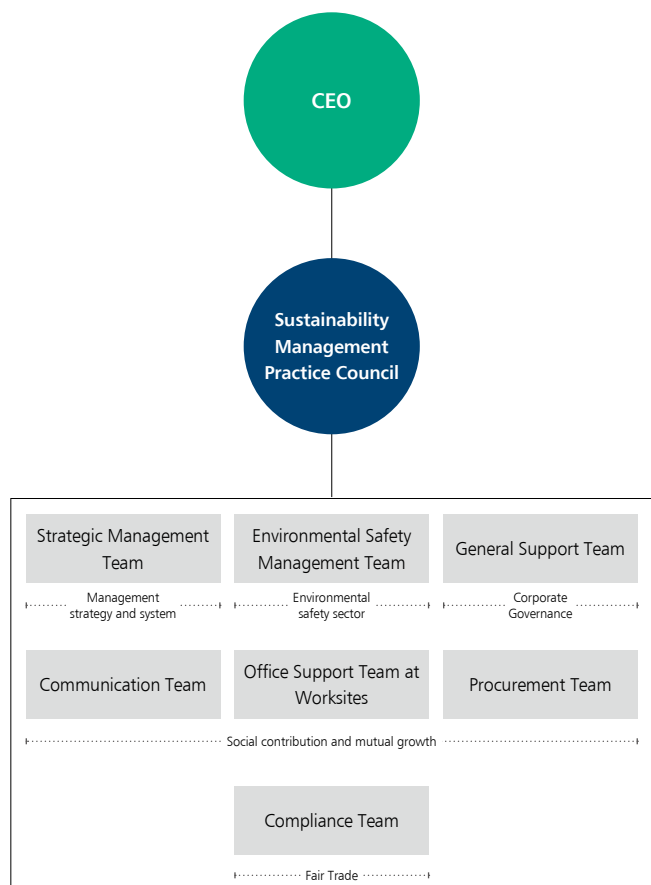 CEO
Sustainability
Management
Practice Council
Strategic Management
Team
Environmental Safety
Management Team
General Support Team
Management
strategy and system
Environmental
safety sector
Corporate
Governance
Communication Team
Office Support Team at
Worksites
Procurement Team
Social contribution and mutual growth
Compliance Team
Fair Trade